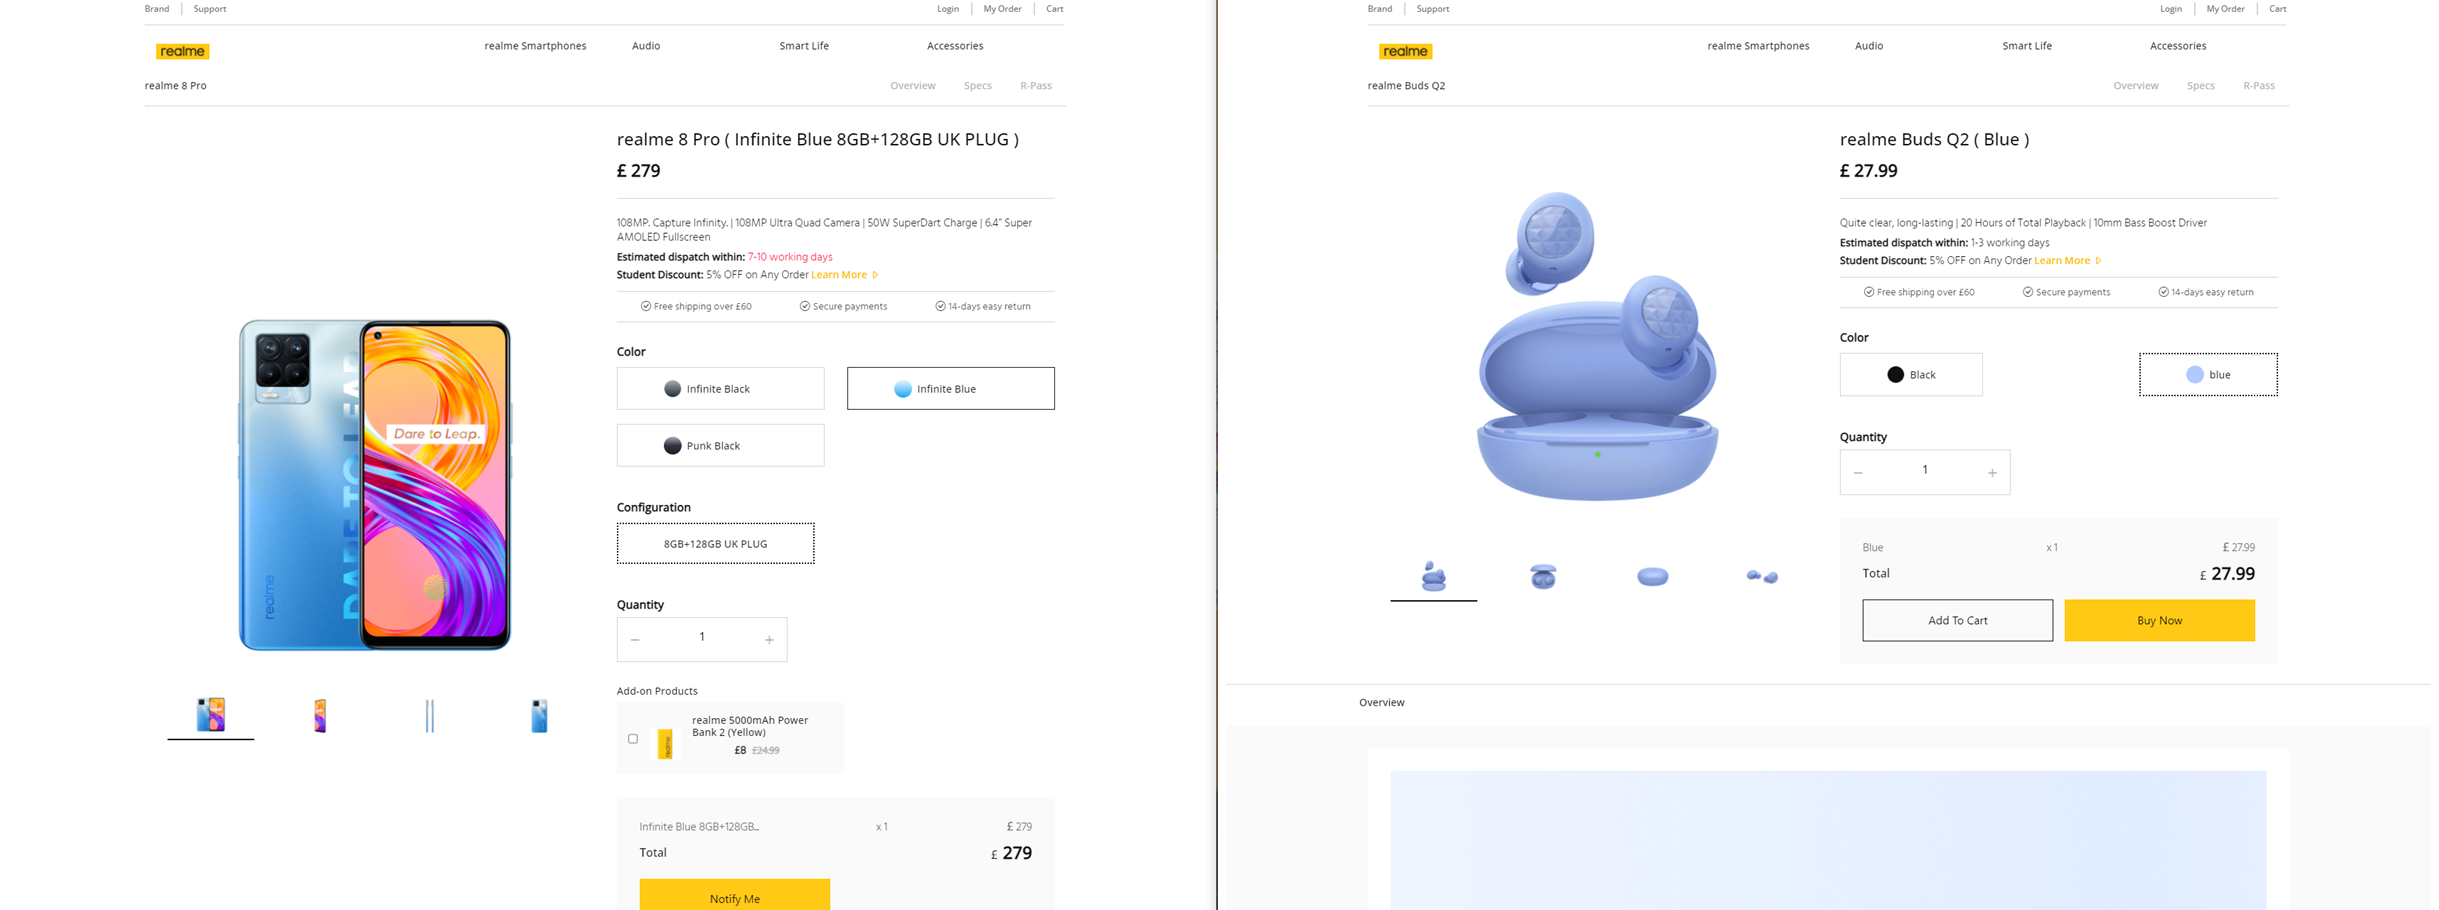 Brand
Support
Login
My Order
Cart
realme
realme Smartphones
Audio
Smart Life
Accessories
realme 8 Pro
Overview
Specs
R-Pass
realme 8 Pro ( Infinite Blue 8GB+128GB UK PLUG )
£ 279
108MP. Capture Infinity. | 108MP Ultra Quad Camera | 50W SuperDart Charge | 6.4” Super
AMOLED Fullscreen
Estimated dispatch within: 7-10 working days
Student Discount: 5% OFF on Any Order Learn More
Free shipping over £60
Secure payments
14-days easy return
Color
Infinite Black
Infinite Blue
Punk Black
Configuration
8GB+128GB UK PLUG
Quantity
− 1 +
DARE TO LEAP
realme
Dare to Leap.
Add-on Products
realme
realme 5000mAh Power
Bank 2 (Yellow)
£8 £24.99
Infinite Blue 8GB+128GB... x 1 £ 279
Total £ 279
Notify Me
Brand
Support
Login
My Order
Cart
realme
realme Smartphones
Audio
Smart Life
Accessories
realme Buds Q2
Overview
Specs
R-Pass
realme Buds Q2 ( Blue )
£ 27.99
Quite clear, long-lasting | 20 Hours of Total Playback | 10mm Bass Boost Driver
Estimated dispatch within: 1-3 working days
Student Discount: 5% OFF on Any Order Learn More
Free shipping over £60
Secure payments
14-days easy return
Color
Black
blue
Quantity
− 1 +
Blue x 1 £ 27.99
Total £ 27.99
Add To Cart
Buy Now
Overview